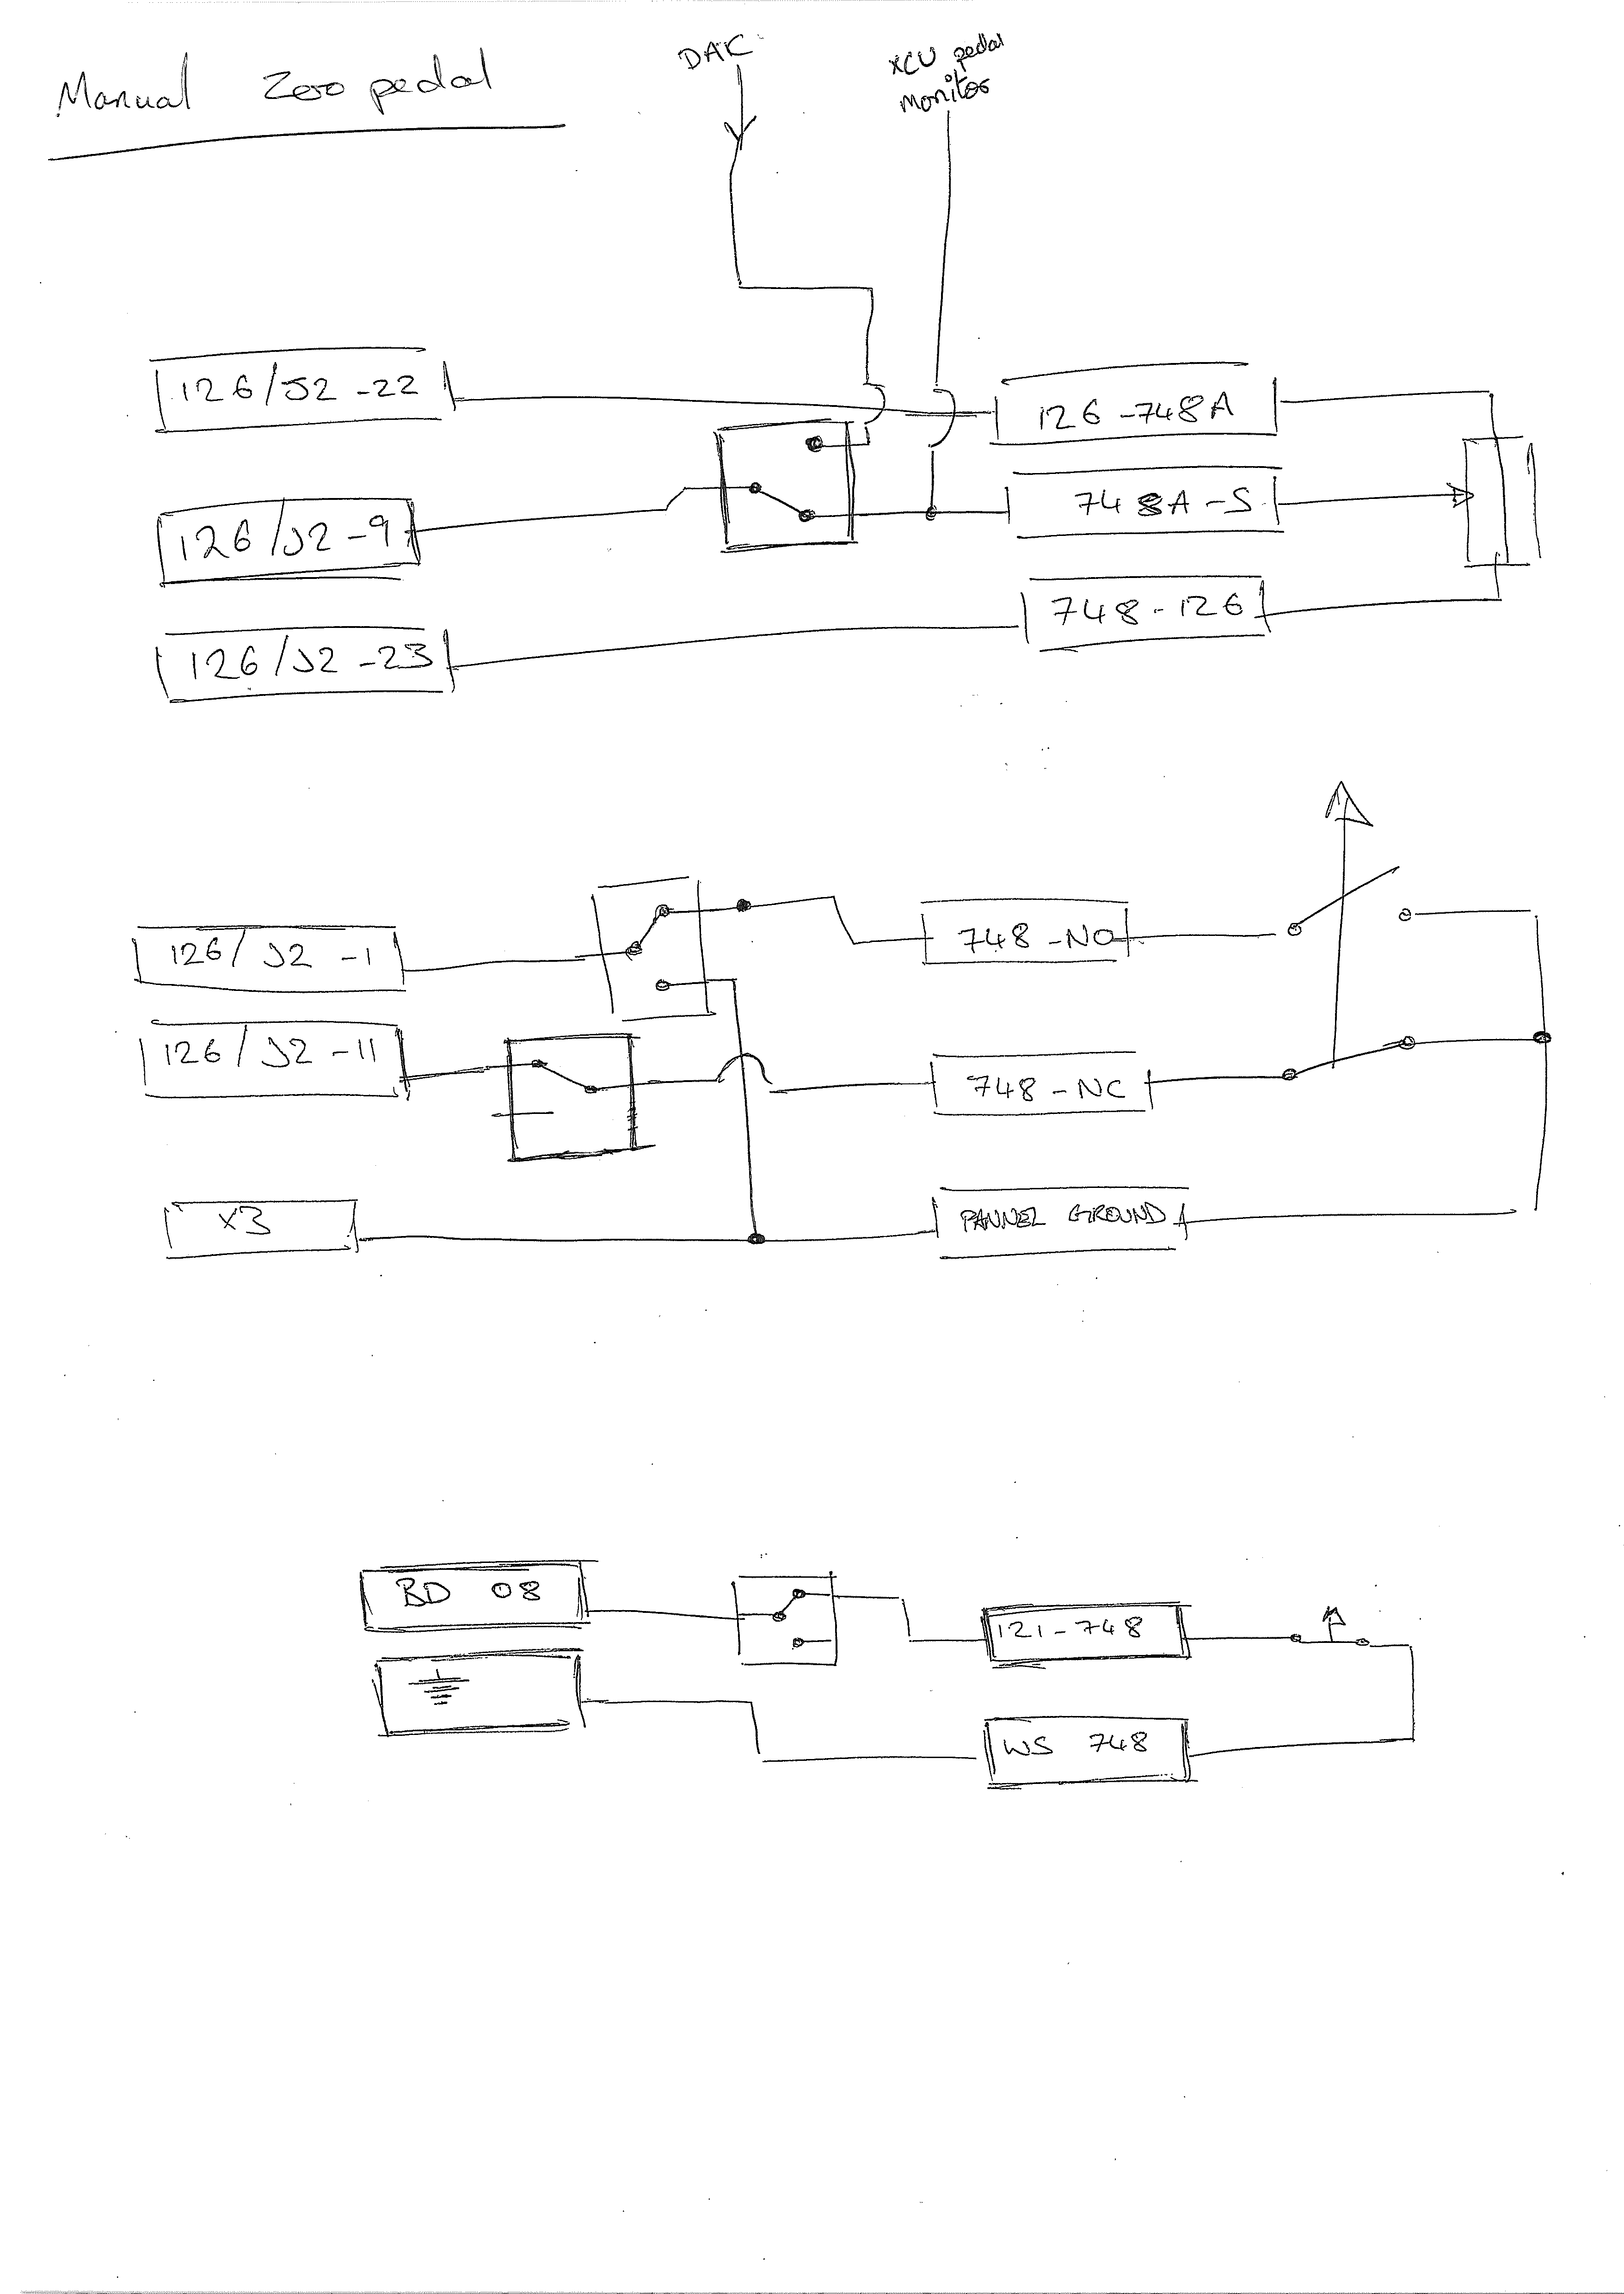 Manual Zero pedal
DAC
XCU pedal
Monitor
126/J2-22
126-748A
126/J2-9
748A-S
748-126
126/J2-23
126/J2-1
748-NO
126/J2-11
748-NC
X3
PANNEL GROUND
BD 08
121-748
WS 748